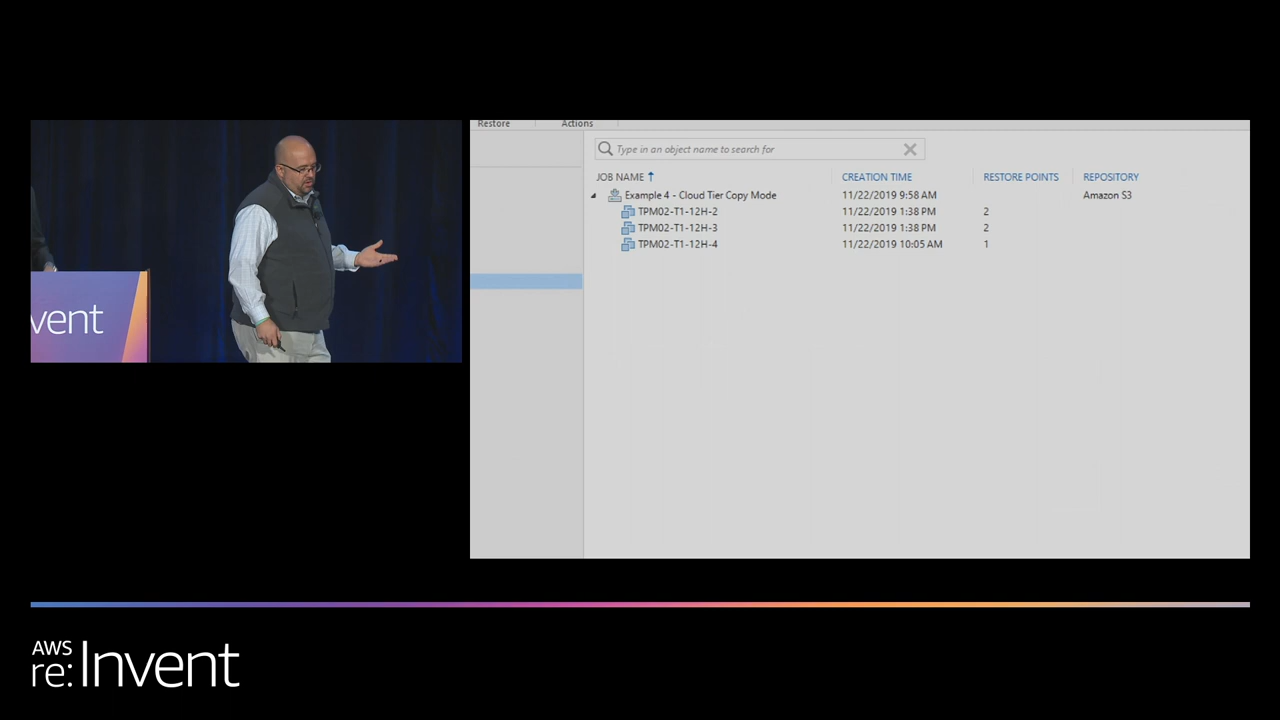 Restore Actions
Type in an object name to search for
JOB NAME CREATION TIME RESTORE POINTS REPOSITORY
Example 4 - Cloud Tier Copy Mode 11/22/2019 9:58 AM Amazon S3
TPM02-T1-12H-2 11/22/2019 1:38 PM 2
TPM02-T1-12H-3 11/22/2019 1:38 PM 2
TPM02-T1-12H-4 11/22/2019 10:05 AM 1
vent
AWS
re:Invent